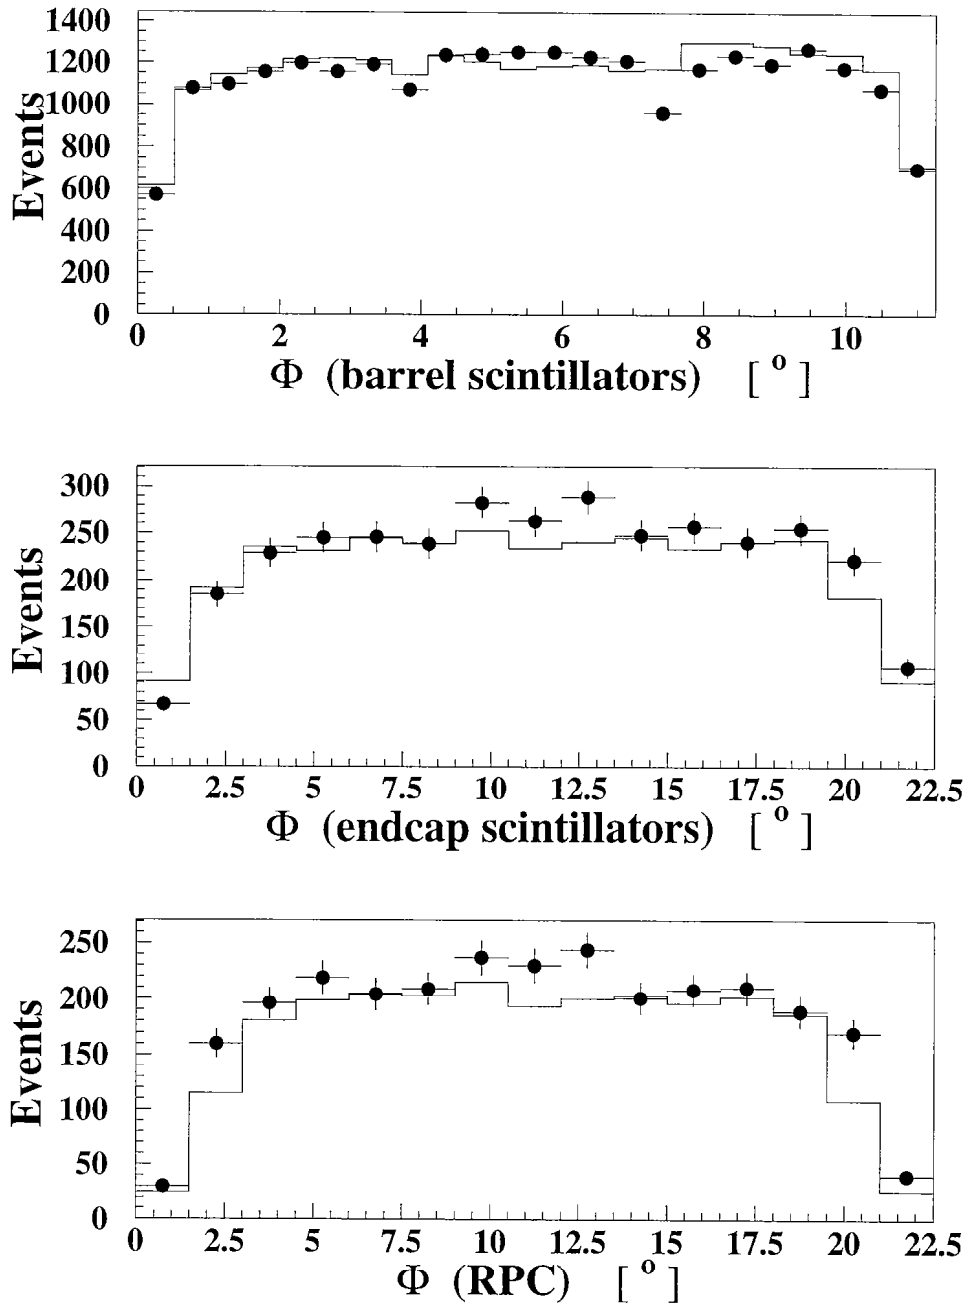 Events
1400
1200
1000
800
600
400
200
0
0 2 4 6 8 10
Φ (barrel scintillators) [ o ]
Events
300
250
200
150
100
50
0
0 2.5 5 7.5 10 12.5 15 17.5 20 22.5
Φ (endcap scintillators) [ o ]
Events
250
200
150
100
50
0
0 2.5 5 7.5 10 12.5 15 17.5 20 22.5
Φ (RPC) [ o ]